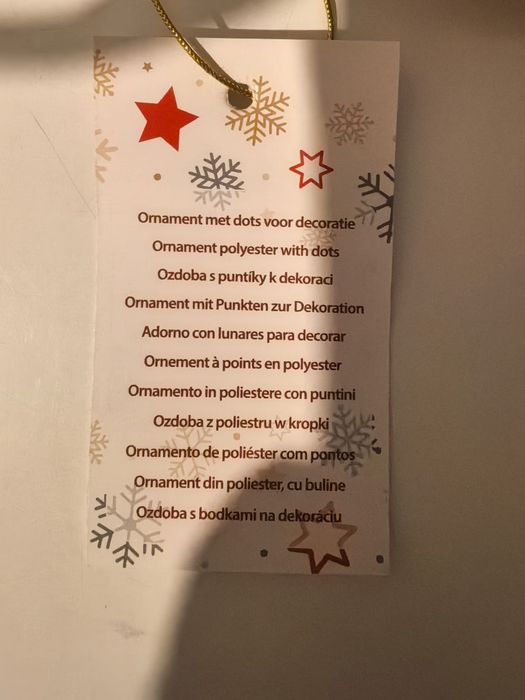 Ornament met dots voor decoratie
Ornament polyester with dots
Ozdoba s puntíky k dekoraci
Ornament mit Punkten zur Dekoration
Adorno con lunares para decorar
Ornement à points en polyester
Ornamento in poliestere con puntini
Ozdoba z poliestru w kropki
Ornamento de poliéster com pontos
Ornament din poliester, cu buline
Ozdoba s bodkami na dekoráciu